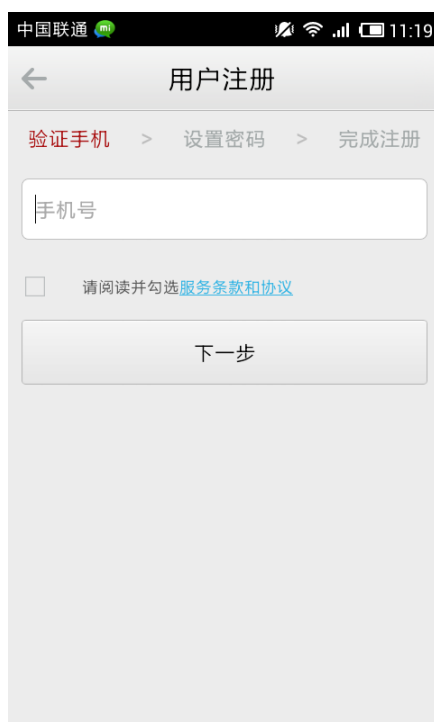 中国联通 mi 11:19
用户注册
验证手机 > 设置密码 > 完成注册
手机号
请阅读并勾选服务条款和协议
下一步